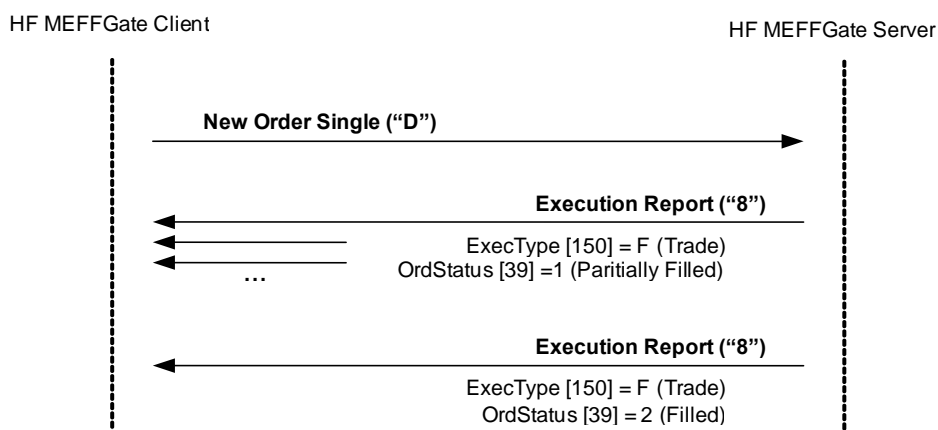 HF MEFFGate Client
HF MEFFGate Server
New Order Single (“D”)
Execution Report (“8”)
ExecType [150] = F (Trade)
OrdStatus [39] =1 (Paritially Filled)
...
Execution Report (“8”)
ExecType [150] = F (Trade)
OrdStatus [39] = 2 (Filled)